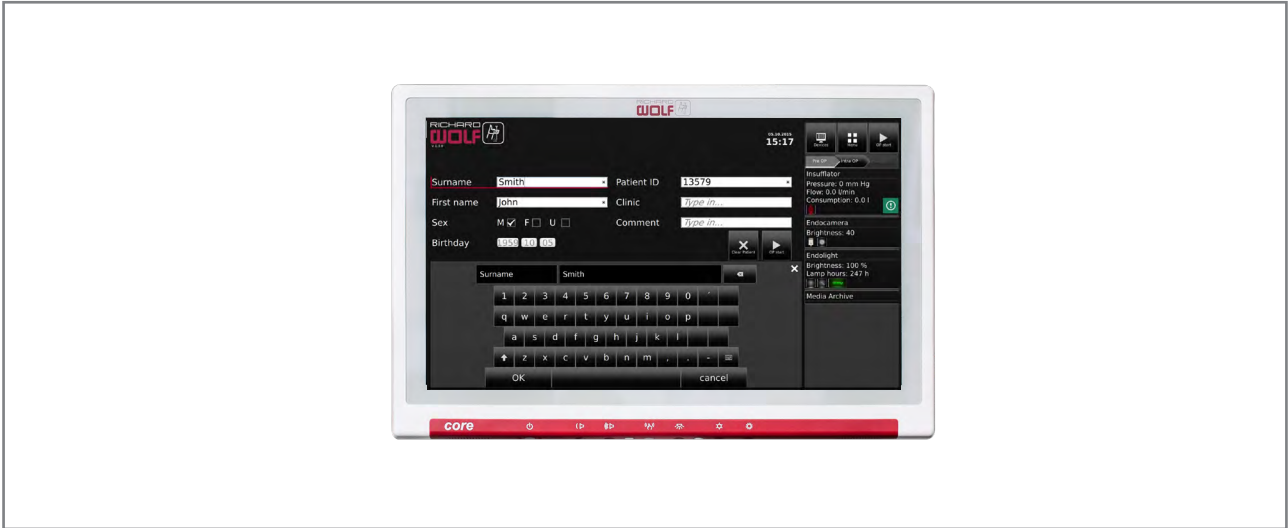 RICHARD
WOLF
RICHARD
WOLF
core
15:17
Devices
Menu
OP start
Pre OP
Intra OP
Surname
Smith
Patient ID
13579
First name
John
Clinic
Type in...
Sex
M
F
U
Comment
Type in...
Birthday
1959
10
05
Clear Patient
OP start
Insufflator
Pressure: 0 mm Hg
Flow: 0.0 l/min
Consumption: 0.0 l
Endocamera
Brightness: 40
Endolight
Brightness: 100 %
Lamp hours: 247 h
Media Archive
Surname
Smith
1 2 3 4 5 6 7 8 9 0
q w e r t y u i o p
a s d f g h j k l
z x c v b n m , . -
OK
cancel
core